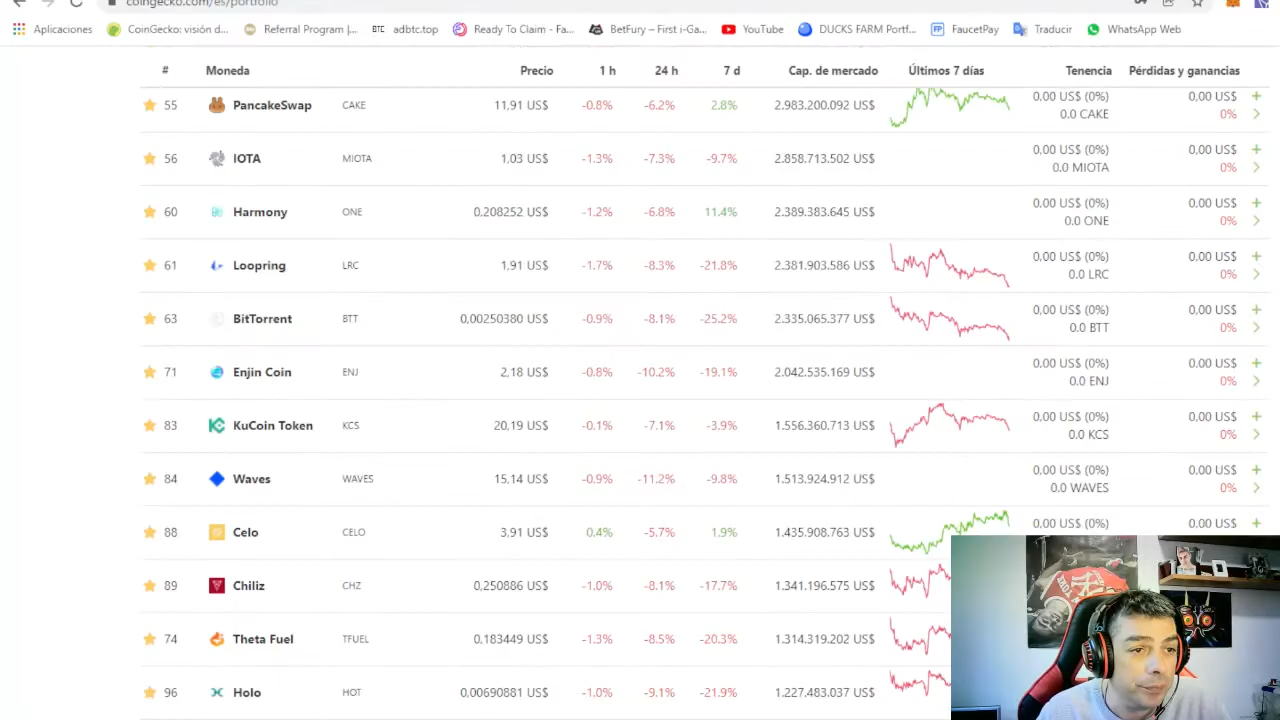 coingecko.com/es/portfolio
Aplicaciones CoinGecko: visión d... Referral Program |... BTC adbtc.top Ready To Claim - Fa... BetFury – First i-Ga... YouTube DUCKS FARM Portf... FP FaucetPay Traducir WhatsApp Web
# Moneda Precio 1 h 24 h 7 d Cap. de mercado Últimos 7 días Tenencia Pérdidas y ganancias
55 PancakeSwap CAKE 11,91 US$ -0.8% -6.2% 2.8% 2.983.200.092 US$ 0,00 US$ (0%) 0,00 US$ +
0.0 CAKE 0% >
56 IOTA MIOTA 1,03 US$ -1.3% -7.3% -9.7% 2.858.713.502 US$ 0,00 US$ (0%) 0,00 US$ +
0.0 MIOTA 0% >
60 Harmony ONE 0,208252 US$ -1.2% -6.8% 11.4% 2.389.383.645 US$ 0,00 US$ (0%) 0,00 US$ +
0.0 ONE 0% >
61 Loopring LRC 1,91 US$ -1.7% -8.3% -21.8% 2.381.903.586 US$ 0,00 US$ (0%) 0,00 US$ +
0.0 LRC 0% >
63 BitTorrent BTT 0,00250380 US$ -0.9% -8.1% -25.2% 2.335.065.377 US$ 0,00 US$ (0%) 0,00 US$ +
0.0 BTT 0% >
71 Enjin Coin ENJ 2,18 US$ -0.8% -10.2% -19.1% 2.042.535.169 US$ 0,00 US$ (0%) 0,00 US$ +
0.0 ENJ 0% >
83 KuCoin Token KCS 20,19 US$ -0.1% -7.1% -3.9% 1.556.360.713 US$ 0,00 US$ (0%) 0,00 US$ +
0.0 KCS 0% >
84 Waves WAVES 15,14 US$ -0.9% -11.2% -9.8% 1.513.924.912 US$ 0,00 US$ (0%) 0,00 US$ +
0.0 WAVES 0% >
88 Celo CELO 3,91 US$ 0.4% -5.7% 1.9% 1.435.908.763 US$ 0,00 US$ (0%) 0,00 US$ +
89 Chiliz CHZ 0,250886 US$ -1.0% -8.1% -17.7% 1.341.196.575 US$
74 Theta Fuel TFUEL 0,183449 US$ -1.3% -8.5% -20.3% 1.314.319.202 US$
96 Holo HOT 0,00690881 US$ -1.0% -9.1% -21.9% 1.227.483.037 US$